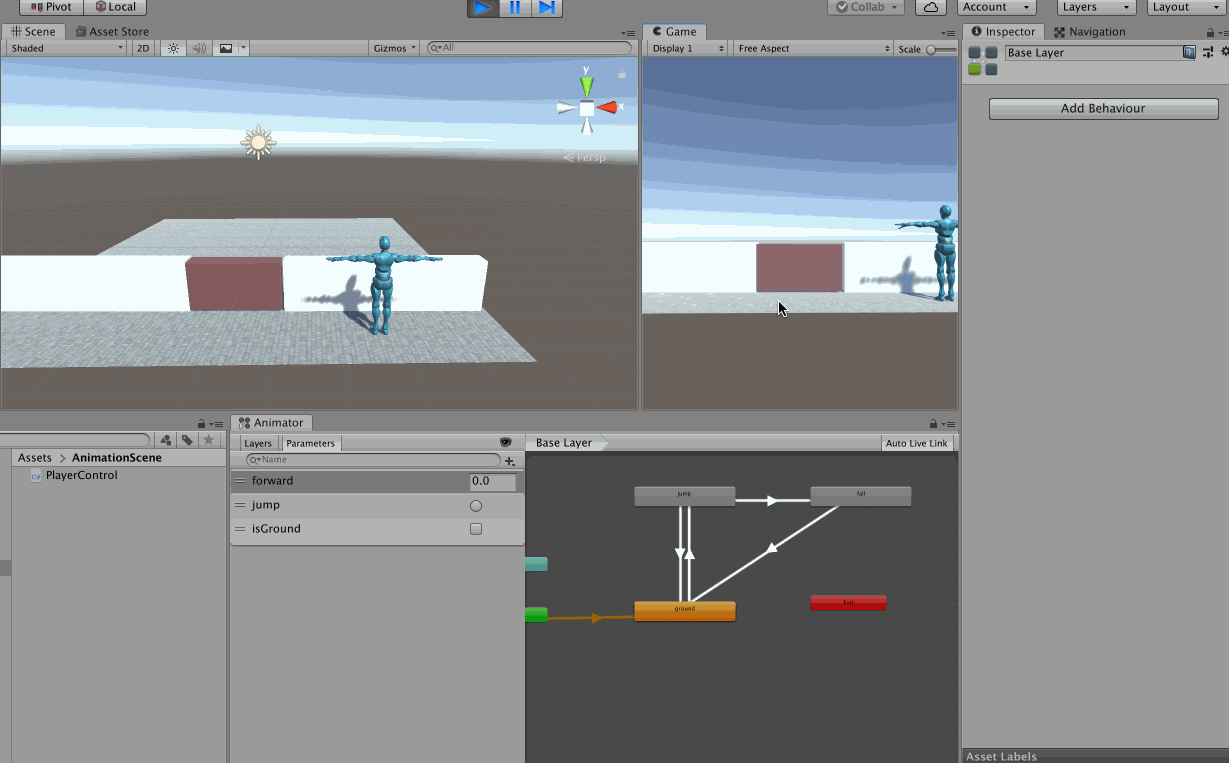 Pivot Local Collab Account Layers Layout
Scene Asset Store Game Inspector Navigation
Shaded 2D Gizmos All Display 1 Free Aspect Scale Base Layer
y
x
Persp
Add Behaviour
Animator
Layers Parameters Base Layer Auto Live Link
Assets AnimationScene Name
PlayerControl forward 0.0
jump
isGround
jump fall
ground Exit
Asset Labels